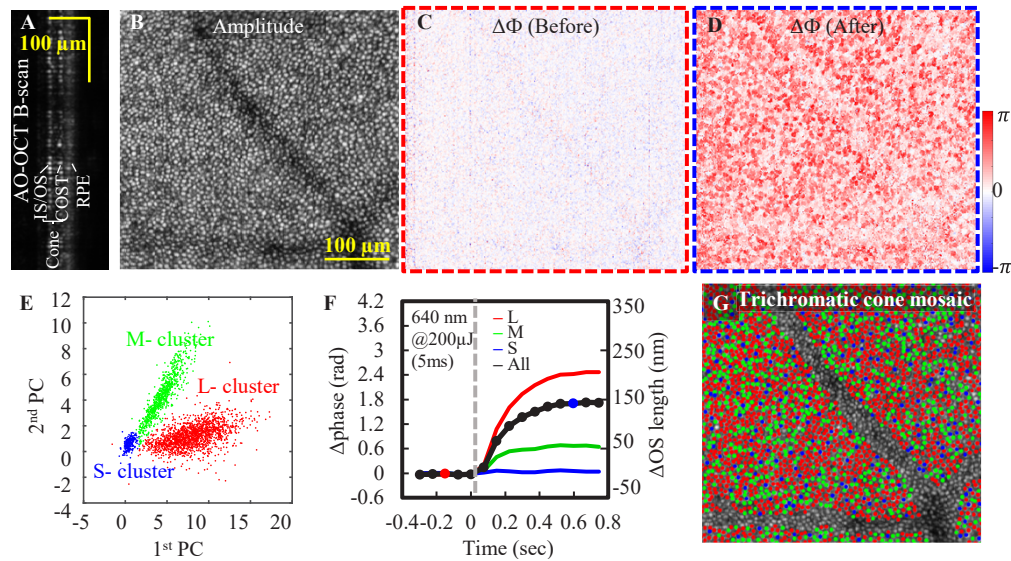 A
100 µm
AO-OCT B-scan
Cone
IS/OS
COST
RPE
B
Amplitude
100 µm
C
ΔΦ (Before)
D
ΔΦ (After)
π
0
-π
E
12
10
8
6
4
2
0
-2
-4
-5
0
5
10
15
20
2nd PC
1st PC
M- cluster
L- cluster
S- cluster
F
4.2
3.6
3
2.4
1.8
1.2
0.6
0
-0.6
Δphase (rad)
640 nm
@200µJ
(5ms)
L
M
S
All
350
250
150
50
-50
ΔOS length (nm)
-0.4
-0.2
0
0.2
0.4
0.6
0.8
Time (sec)
G
Trichromatic cone mosaic